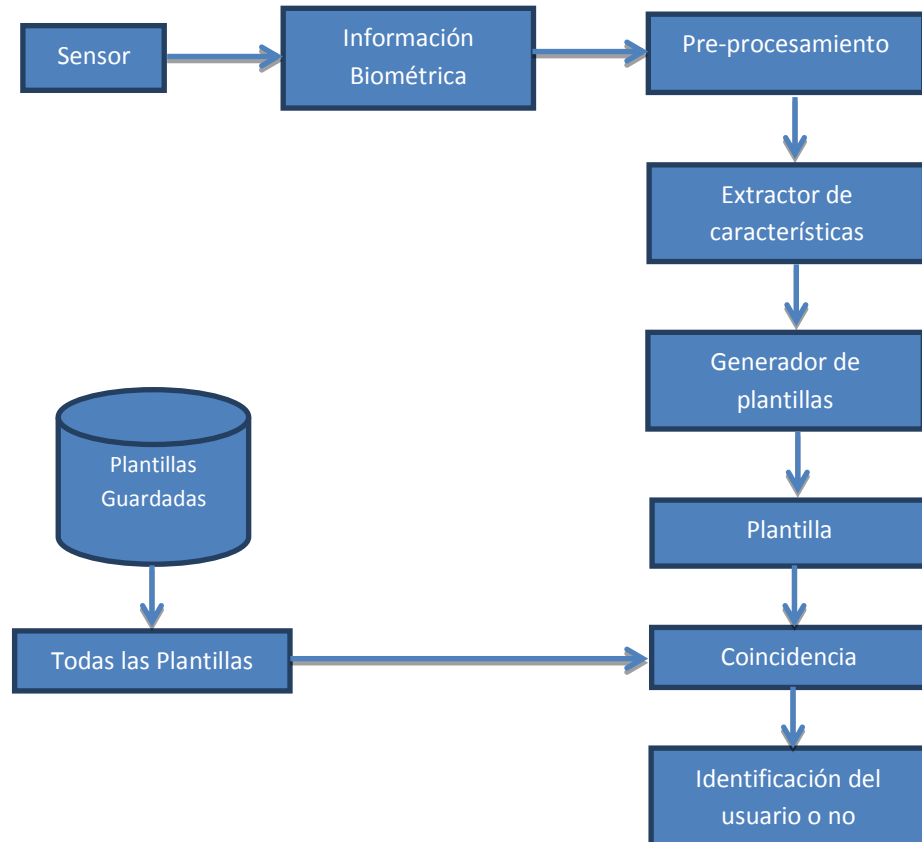 Sensor
Información
Biométrica
Pre-procesamiento
Extractor de
características
Generador de
plantillas
Plantillas
Guardadas
Plantilla
Todas las Plantillas
Coincidencia
Identificación del
usuario o no